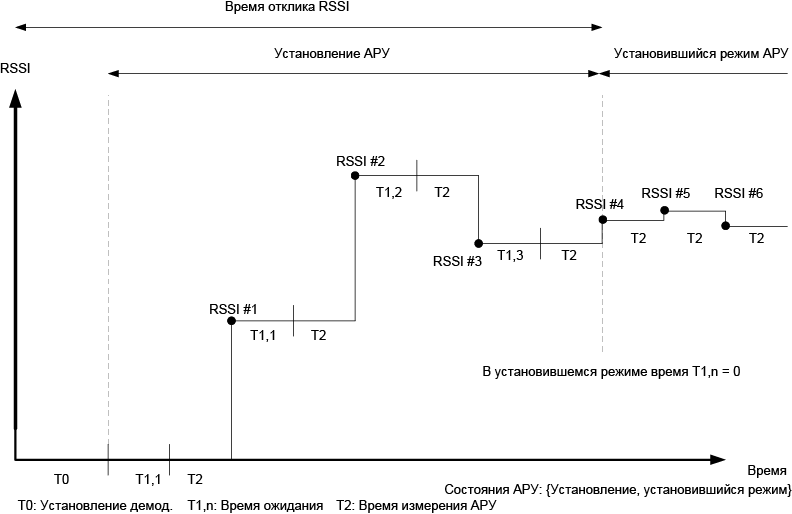 Время отклика RSSI
Установление АРУ
Установившийся режим АРУ
RSSI
RSSI #2
T1,2
T2
RSSI #5
RSSI #6
RSSI #4
T2
T2
T2
RSSI #3
T1,3
T2
RSSI #1
T1,1
T2
В установившемся режиме время T1,n = 0
Время
T0
T1,1
T2
Состояния АРУ: {Установление, установившийся режим}
T0: Установление демод. T1,n: Время ожидания T2: Время измерения АРУ